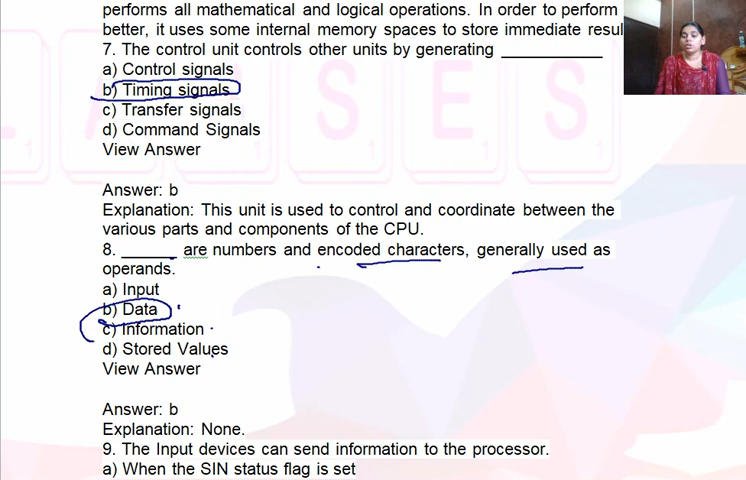 performs all mathematical and logical operations. In order to perform
better, it uses some internal memory spaces to store immediate resul
7. The control unit controls other units by generating ___________
a) Control signals
b) Timing signals
c) Transfer signals
d) Command Signals
View Answer
L A S S E S
Answer: b
Explanation: This unit is used to control and coordinate between the
various parts and components of the CPU.
8. ______ are numbers and encoded characters, generally used as
operands.
a) Input
b) Data
c) Information
d) Stored Values
View Answer
Answer: b
Explanation: None.
9. The Input devices can send information to the processor.
a) When the SIN status flag is set